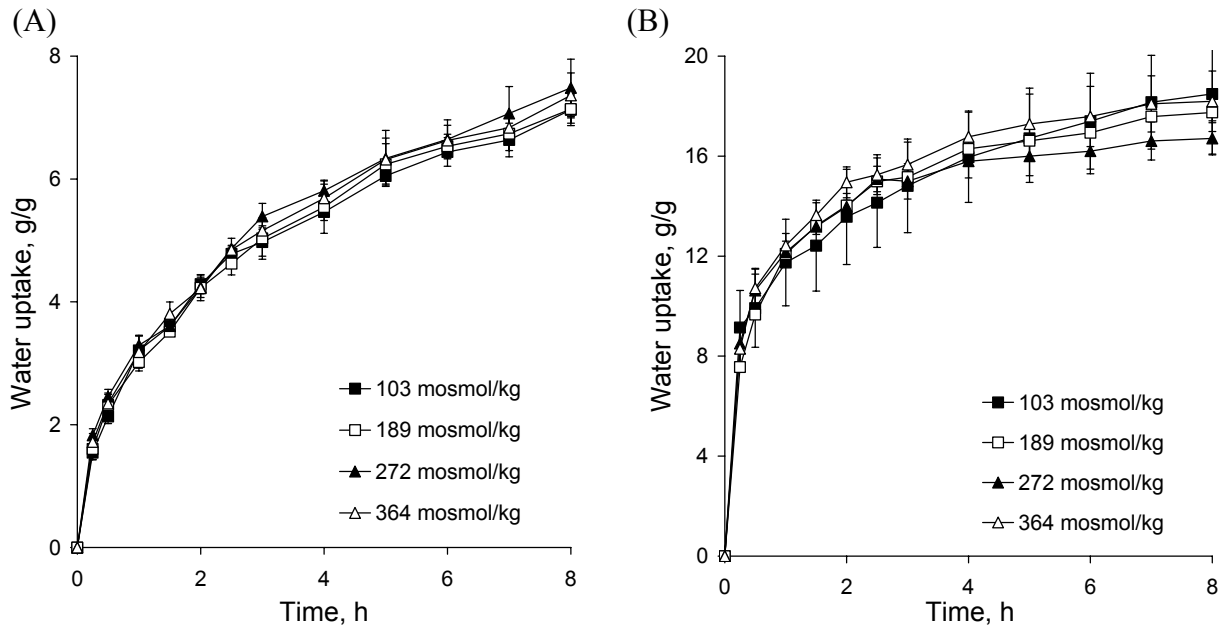 (A)
8
6
4
2
0
Water uptake, g/g
0 2 4 6 8
Time, h
103 mosmol/kg
189 mosmol/kg
272 mosmol/kg
364 mosmol/kg
(B)
20
16
12
8
4
0
Water uptake, g/g
0 2 4 6 8
Time, h
103 mosmol/kg
189 mosmol/kg
272 mosmol/kg
364 mosmol/kg